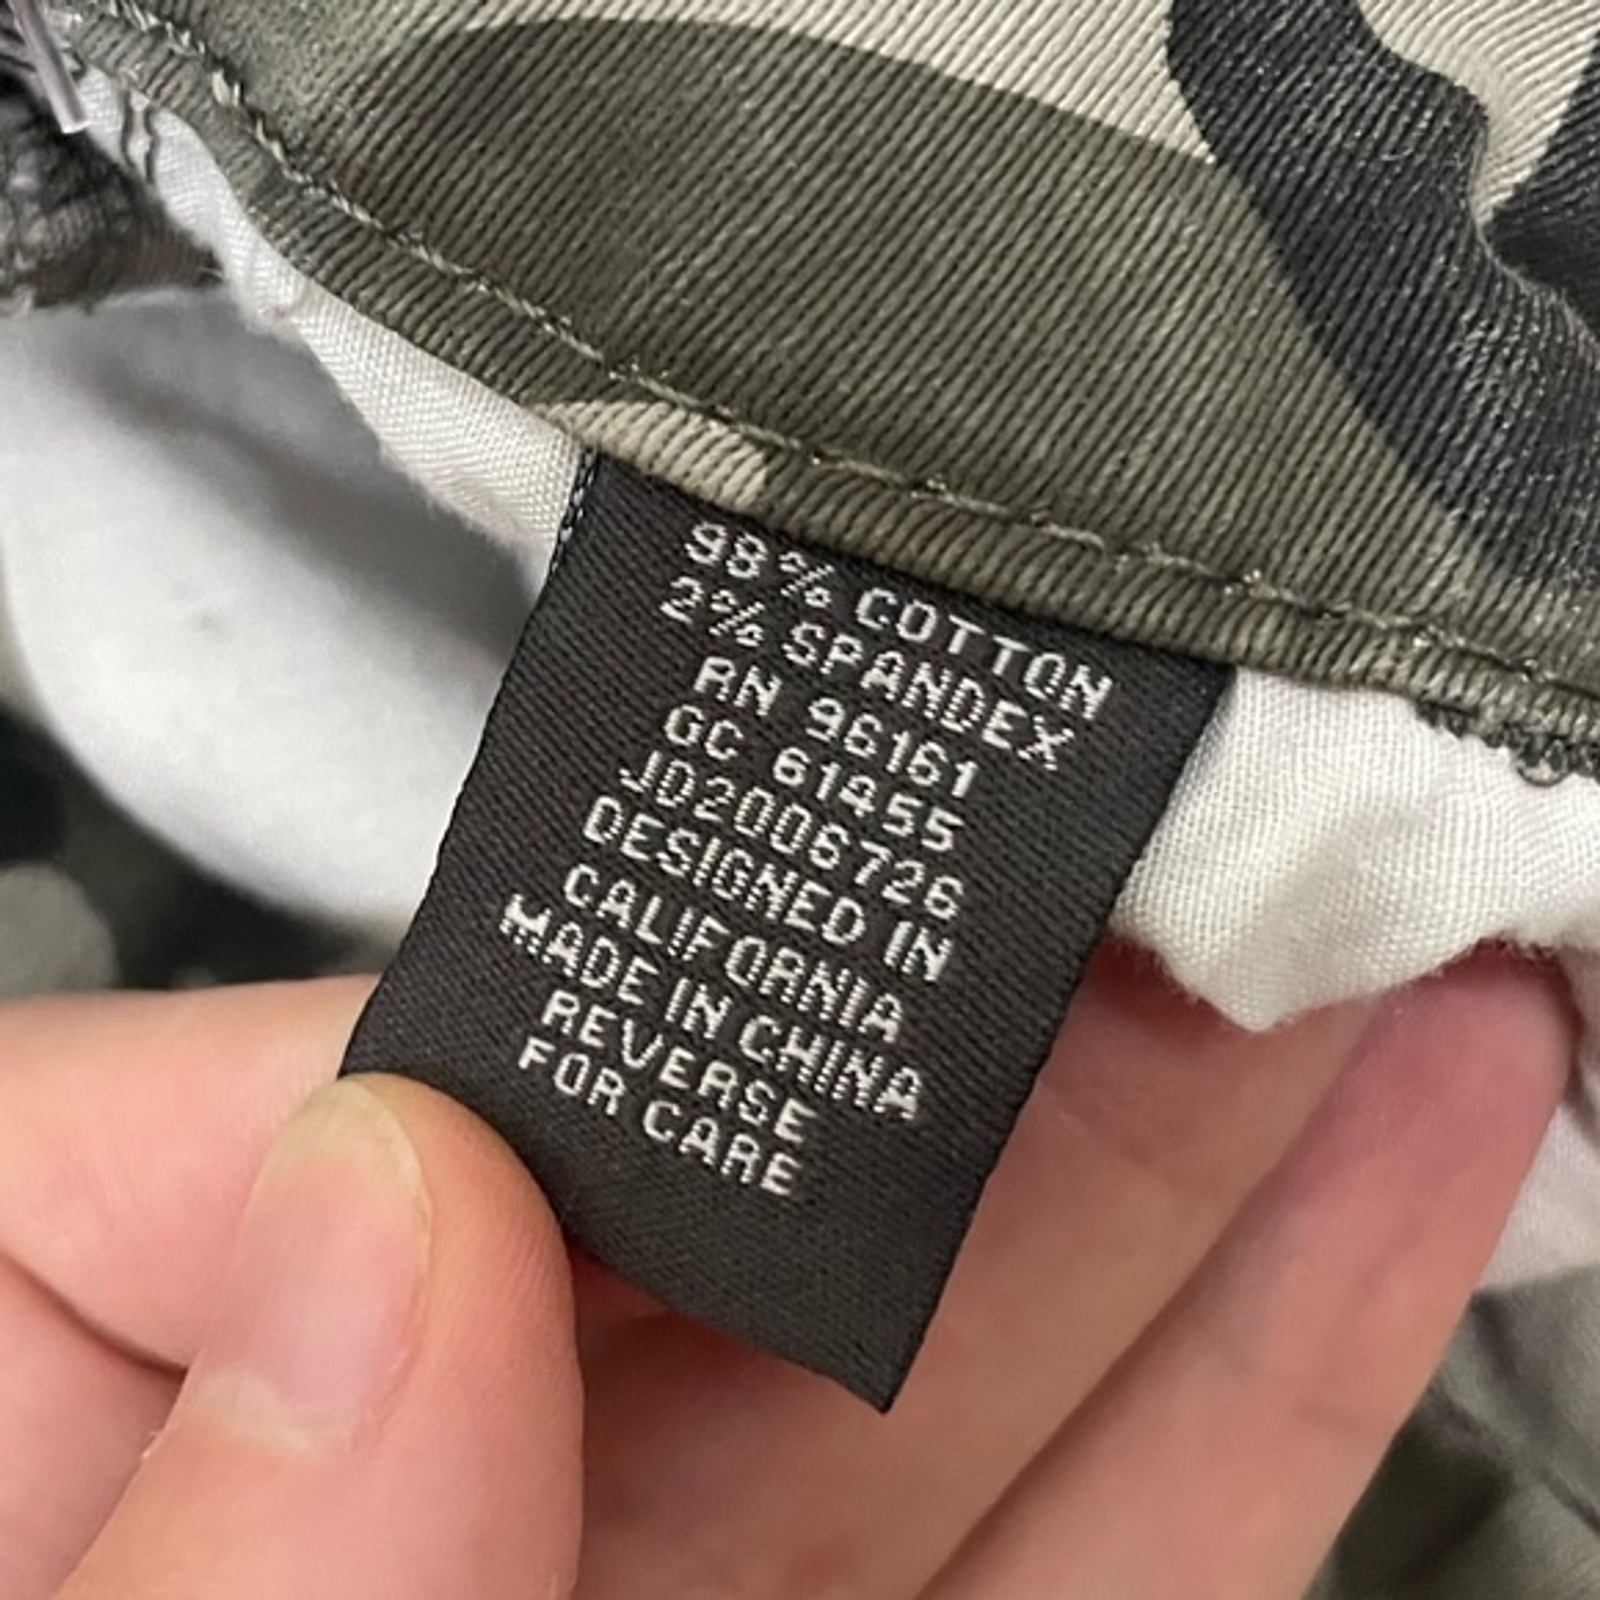 98% COTTON
2% SPANDEX
RN 96161
GC 61455
JD2006726
DESIGNED IN
CALIFORNIA
MADE IN CHINA
REVERSE
FOR CARE